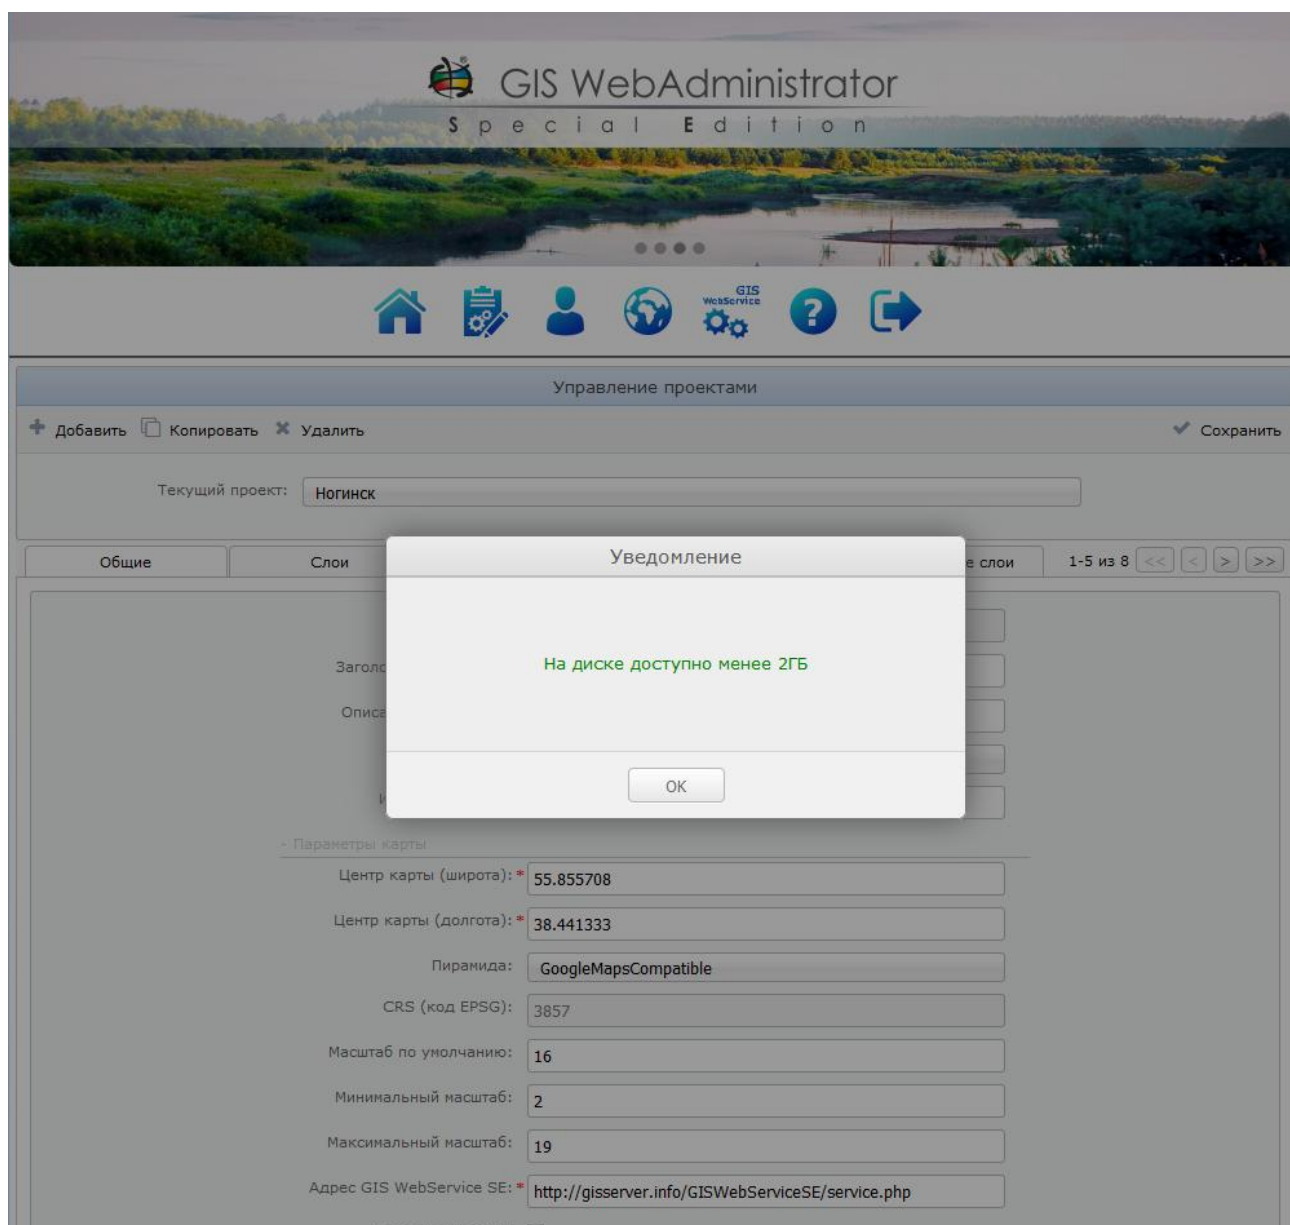 GIS WebAdministrator
Special Edition
GIS
WebService
?
Управление проектами
Добавить Копировать Удалить Сохранить
Текущий проект: Ногинск
Общие Слои е слои 1-5 из 8 << < > >>
Уведомление
На диске доступно менее 2ГБ
OK
- Параметры карты
Центр карты (широта):* 55.855708
Центр карты (долгота):* 38.441333
Пирамида: GoogleMapsCompatible
CRS (код EPSG): 3857
Масштаб по умолчанию: 16
Минимальный масштаб: 2
Максимальный масштаб: 19
Адрес GIS WebService SE:* http://gisserver.info/GISWebServiceSE/service.php